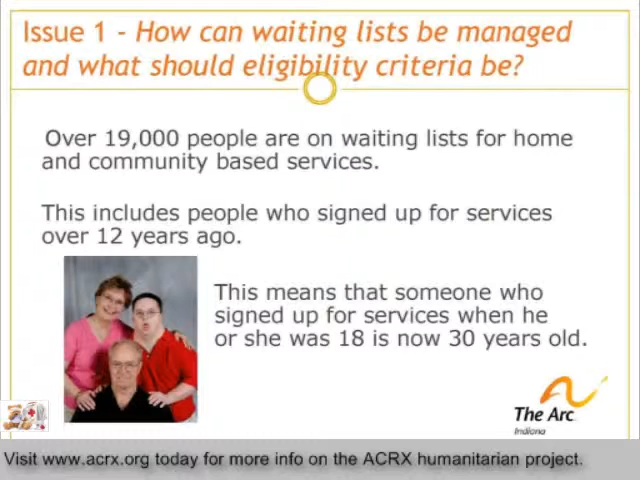 Issue 1 - How can waiting lists be managed
and what should eligibility criteria be?
Over 19,000 people are on waiting lists for home
and community based services.
This includes people who signed up for services
over 12 years ago.
This means that someone who
signed up for services when he
or she was 18 is now 30 years old.
The Arc
Indiana
Visit www.acrx.org today for more info on the ACRX humanitarian project.